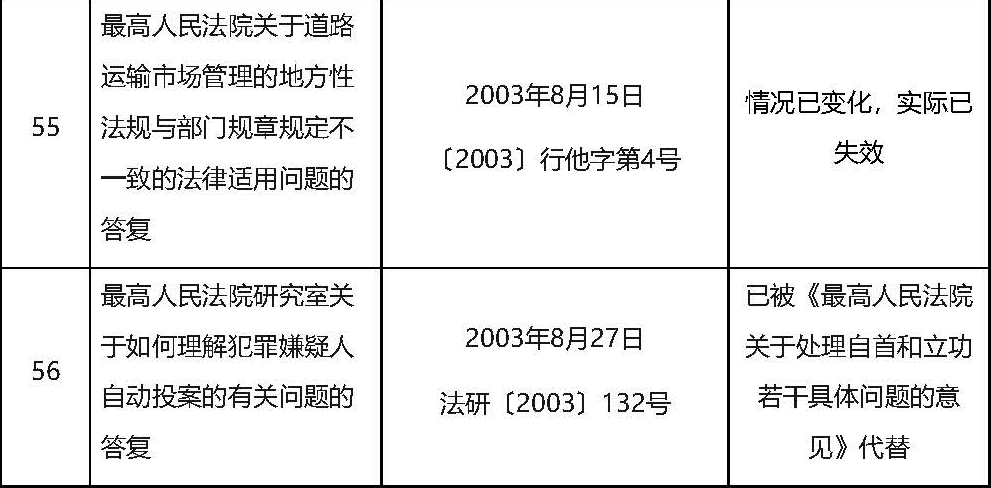 55
最高人民法院关于道路
运输市场管理的地方性
法规与部门规章规定不
一致的法律适用问题的
答复
2003年8月15日
〔2003〕行他字第4号
情况已变化，实际已
失效
56
最高人民法院研究室关
于如何理解犯罪嫌疑人
自动投案的有关问题的
答复
2003年8月27日
法研〔2003〕132号
已被《最高人民法院
关于处理自首和立功
若干具体问题的意
见》代替